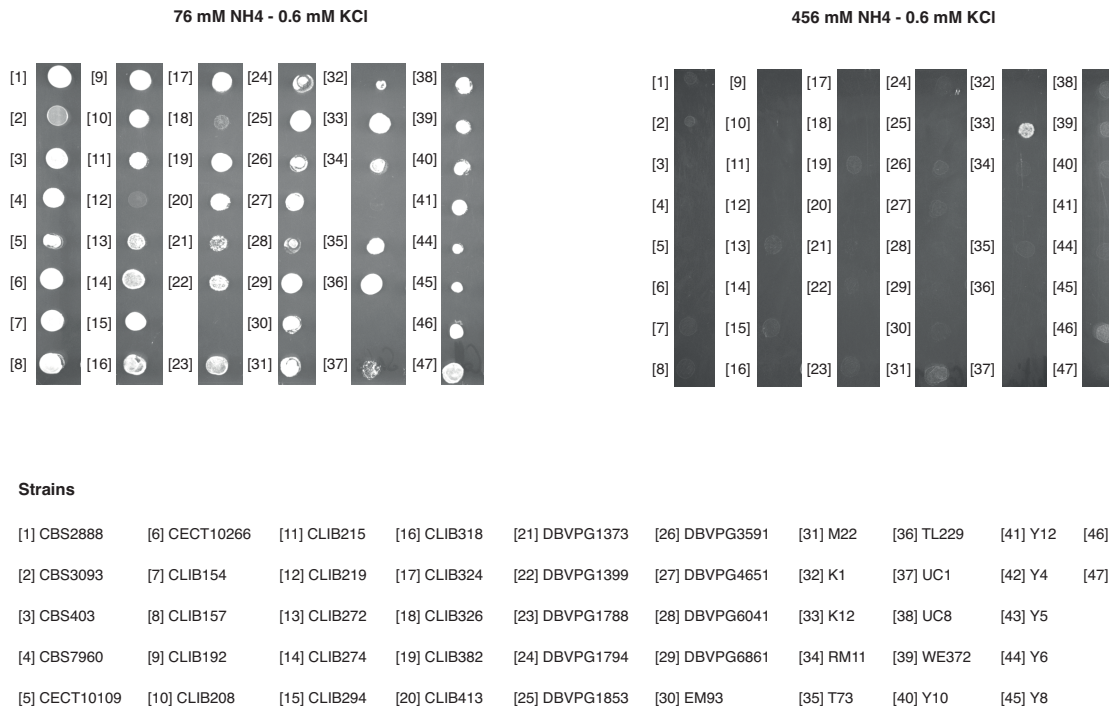 76 mM NH4 - 0.6 mM KCl
456 mM NH4 - 0.6 mM KCl
[1] [9] [17] [24] [32] [38]
[2] [10] [18] [25] [33] [39]
[3] [11] [19] [26] [34] [40]
[4] [12] [20] [27] [41]
[5] [13] [21] [28] [35] [44]
[6] [14] [22] [29] [36] [45]
[7] [15] [30] [46]
[8] [16] [23] [31] [37] [47]
[1] [9] [17] [24] [32] [38]
[2] [10] [18] [25] [33] [39]
[3] [11] [19] [26] [34] [40]
[4] [12] [20] [27] [41]
[5] [13] [21] [28] [35] [44]
[6] [14] [22] [29] [36] [45]
[7] [15] [30] [46]
[8] [16] [23] [31] [37] [47]
Strains
[1] CBS2888 [6] CECT10266 [11] CLIB215 [16] CLIB318 [21] DBVPG1373 [26] DBVPG3591 [31] M22 [36] TL229 [41] Y12 [46]
[2] CBS3093 [7] CLIB154 [12] CLIB219 [17] CLIB324 [22] DBVPG1399 [27] DBVPG4651 [32] K1 [37] UC1 [42] Y4 [47]
[3] CBS403 [8] CLIB157 [13] CLIB272 [18] CLIB326 [23] DBVPG1788 [28] DBVPG6041 [33] K12 [38] UC8 [43] Y5
[4] CBS7960 [9] CLIB192 [14] CLIB274 [19] CLIB382 [24] DBVPG1794 [29] DBVPG6861 [34] RM11 [39] WE372 [44] Y6
[5] CECT10109 [10] CLIB208 [15] CLIB294 [20] CLIB413 [25] DBVPG1853 [30] EM93 [35] T73 [40] Y10 [45] Y8